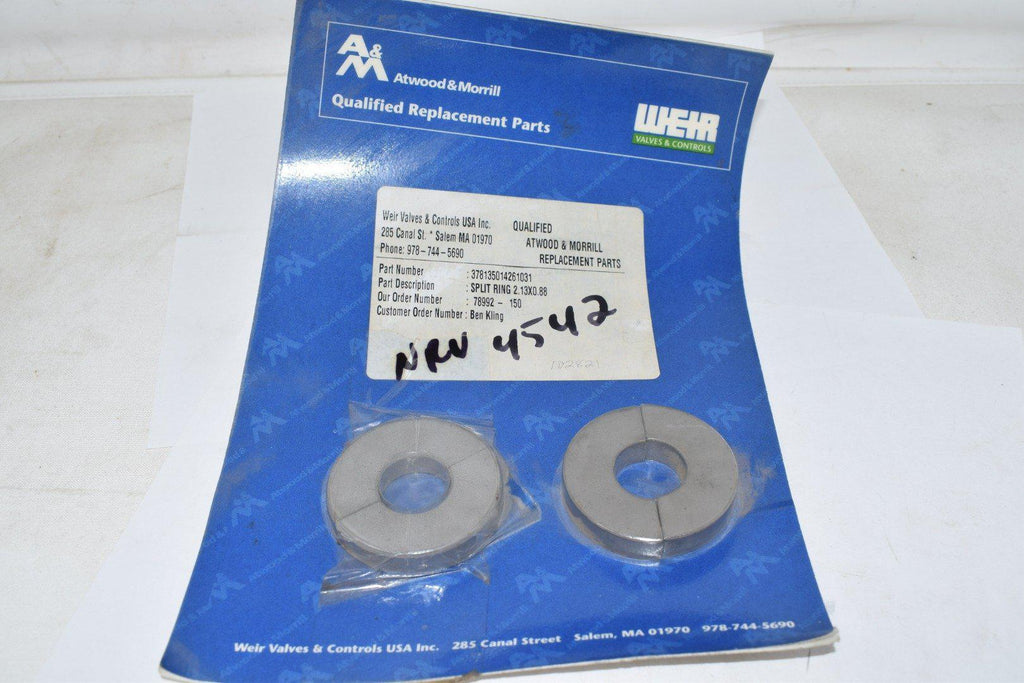 A&M Atwood & Morrill
Qualified Replacement Parts
WEIR
VALVES & CONTROLS
Weir Valves & Controls USA Inc. QUALIFIED
285 Canal St. * Salem MA 01970 ATWOOD & MORRILL
Phone: 978-744-5690 REPLACEMENT PARTS
Part Number : 378135014261031
Part Description : SPLIT RING 2.13X0.88
Our Order Number : 78992 - 150
Customer Order Number : Ben Kling
NRV 4542
102821
Weir Valves & Controls USA Inc. 285 Canal Street Salem, MA 01970 978-744-5690